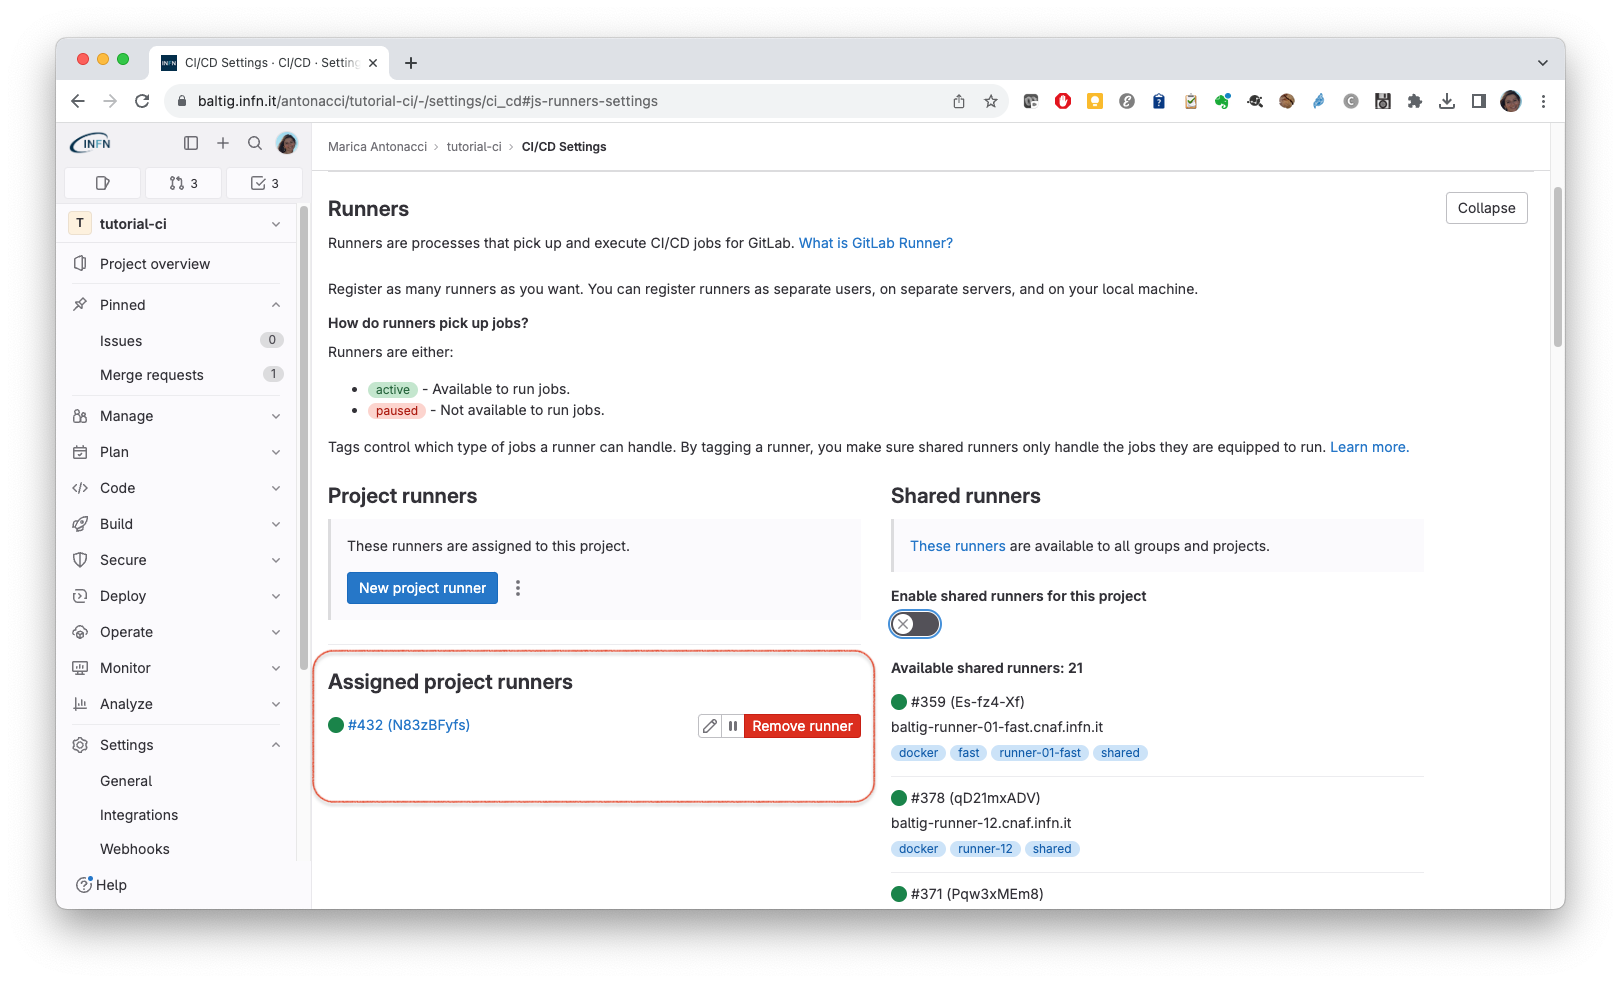 CI/CD Settings · CI/CD · Setting
baltig.infn.it/antonacci/tutorial-ci/-/settings/ci_cd#js-runners-settings
INFN
3
3
T tutorial-ci
Project overview
Pinned
Issues 0
Merge requests 1
Manage
Plan
Code
Build
Secure
Deploy
Operate
Monitor
Analyze
Settings
General
Integrations
Webhooks
Help
Marica Antonacci › tutorial-ci › CI/CD Settings
Runners
Collapse
Runners are processes that pick up and execute CI/CD jobs for GitLab. What is GitLab Runner?
Register as many runners as you want. You can register runners as separate users, on separate servers, and on your local machine.
How do runners pick up jobs?
Runners are either:
• active - Available to run jobs.
• paused - Not available to run jobs.
Tags control which type of jobs a runner can handle. By tagging a runner, you make sure shared runners only handle the jobs they are equipped to run. Learn more.
Project runners
These runners are assigned to this project.
New project runner
Assigned project runners
#432 (N83zBFyfs)
Remove runner
Shared runners
These runners are available to all groups and projects.
Enable shared runners for this project
Available shared runners: 21
#359 (Es-fz4-Xf)
baltig-runner-01-fast.cnaf.infn.it
docker fast runner-01-fast shared
#378 (qD21mxADV)
baltig-runner-12.cnaf.infn.it
docker runner-12 shared
#371 (Pqw3xMEm8)